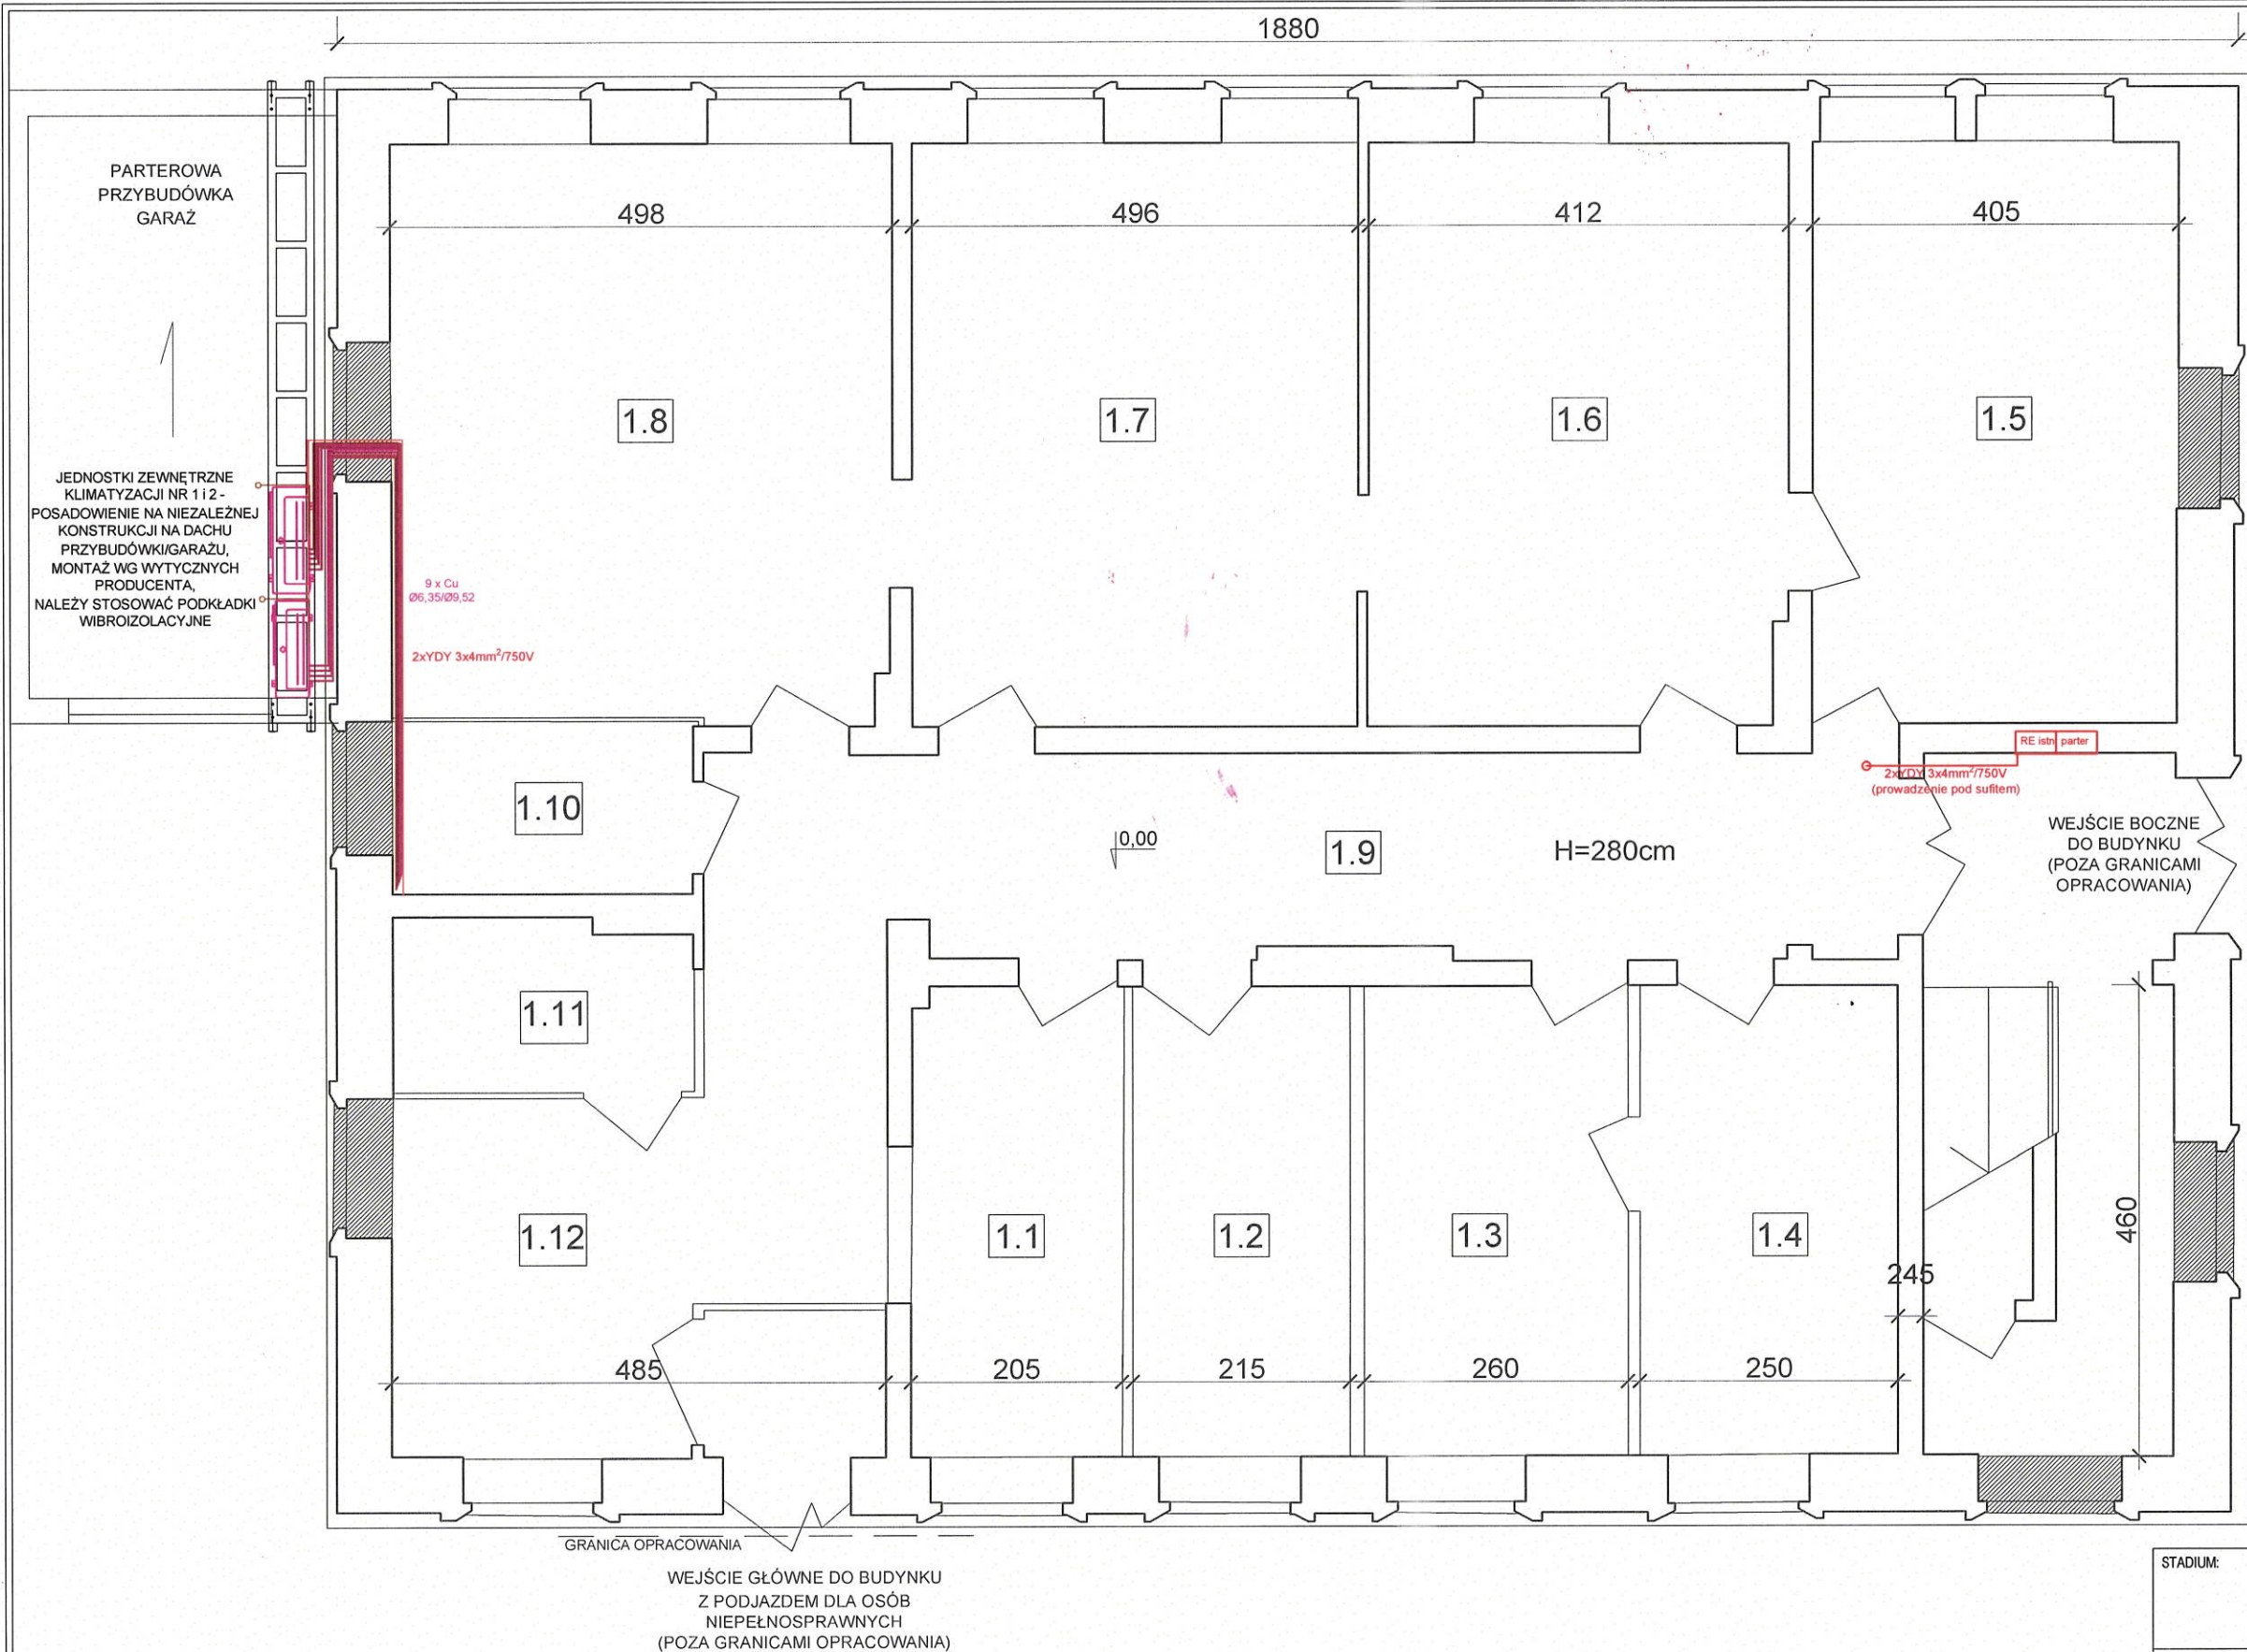 1880
PARTEROWA
PRZYBUDÓWKA
GARAŻ
498
496
412
405
1.8
1.7
1.6
1.5
JEDNOSTKI ZEWNĘTRZNE
KLIMATYZACJI NR 1 i 2 -
POSADOWIENIE NA NIEZALEŻNEJ
KONSTRUKCJI NA DACHU
PRZYBUDÓWKI/GARAŻU,
MONTAŻ WG WYTYCZNYCH
PRODUCENTA,
NALEŻY STOSOWAĆ PODKŁADKI
WIBROIZOLACYJNE
9 x Cu
Ø6,35/Ø9,52
2xYDY 3x4mm²/750V
RE istn parter
2xYDY 3x4mm²/750V
(prowadzenie pod sufitem)
1.10
0,00
1.9
H=280cm
WEJŚCIE BOCZNE
DO BUDYNKU
(POZA GRANICAMI
OPRACOWANIA)
1.11
1.12
1.1
1.2
1.3
1.4
460
245
485
205
215
260
250
GRANICA OPRACOWANIA
WEJŚCIE GŁÓWNE DO BUDYNKU
Z PODJAZDEM DLA OSÓB
NIEPEŁNOSPRAWNYCH
(POZA GRANICAMI OPRACOWANIA)
STADIUM: